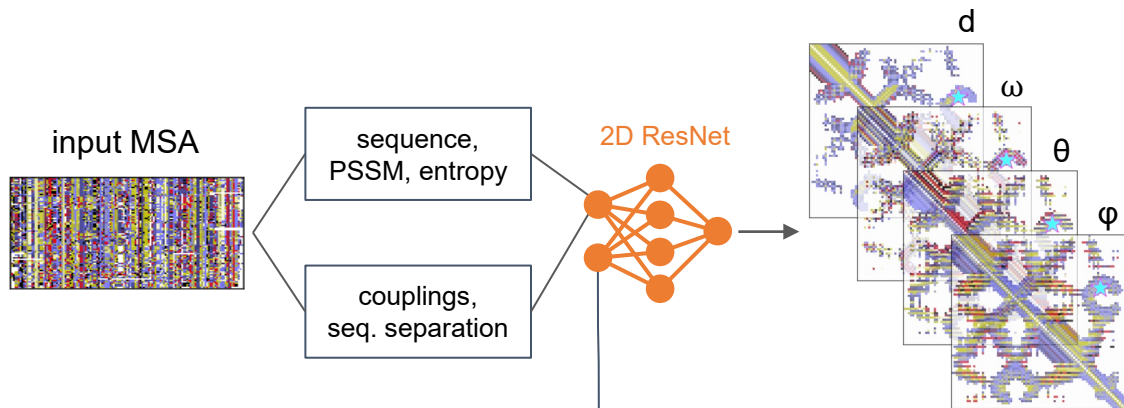 input MSA
sequence,
PSSM, entropy
couplings,
seq. separation
2D ResNet
d
ω
θ
φ